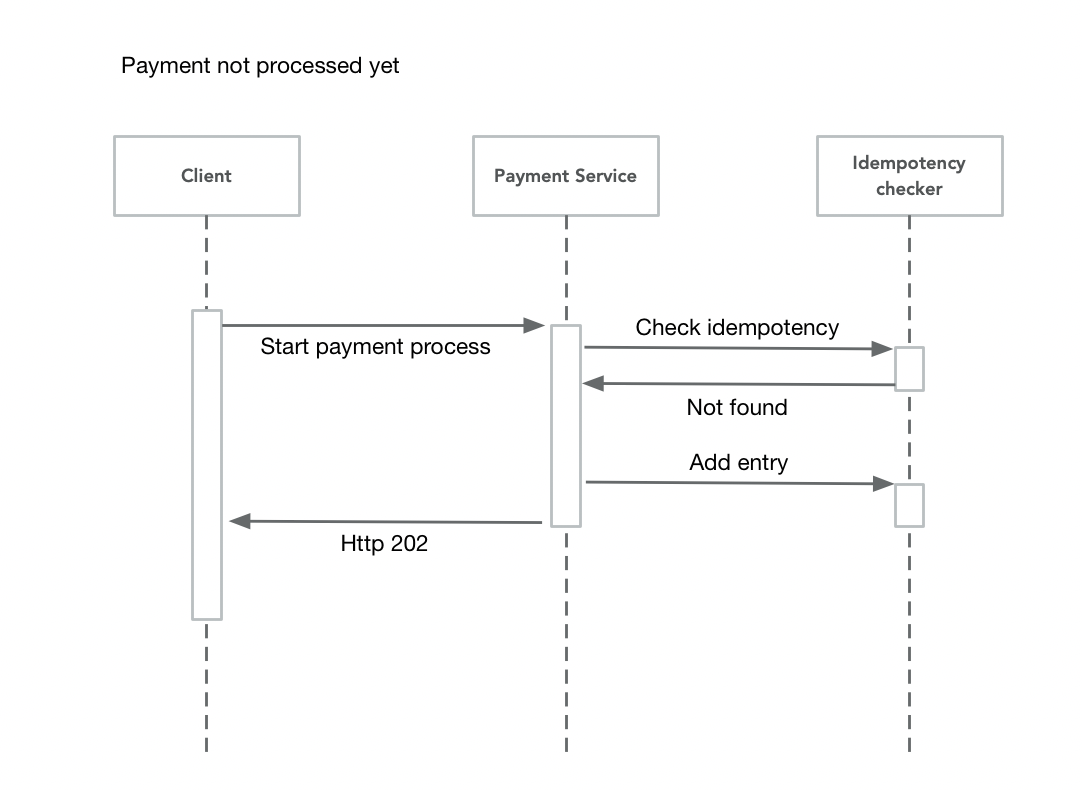 Payment not processed yet
Client
Payment Service
Idempotency
checker
Start payment process
Check idempotency
Not found
Add entry
Http 202